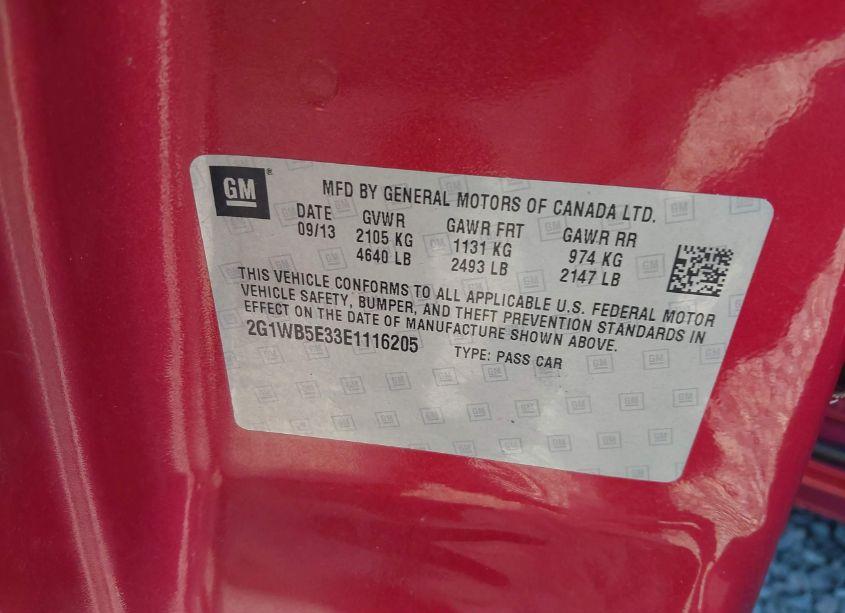 GM®
MFD BY GENERAL MOTORS OF CANADA LTD.
DATE GVWR GAWR FRT GAWR RR
09/13 2105 KG 1131 KG 974 KG
4640 LB 2493 LB 2147 LB
THIS VEHICLE CONFORMS TO ALL APPLICABLE U.S. FEDERAL MOTOR
VEHICLE SAFETY, BUMPER, AND THEFT PREVENTION STANDARDS IN
EFFECT ON THE DATE OF MANUFACTURE SHOWN ABOVE.
2G1WB5E33E1116205 TYPE: PASS CAR